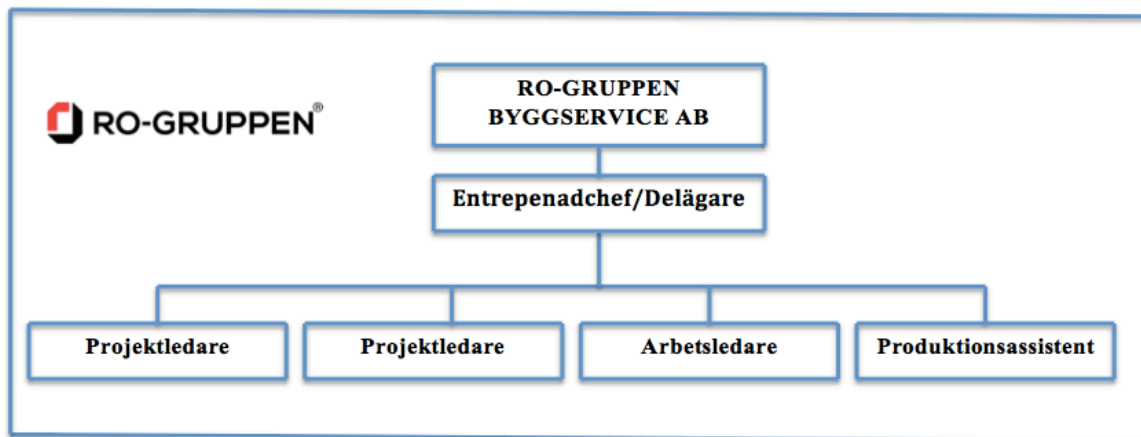 RO-GRUPPEN
BYGGSERVICE AB
RO-GRUPPEN®
Entrepenadchef/Delägare
Projektledare
Projektledare
Arbetsledare
Produktionsassistent